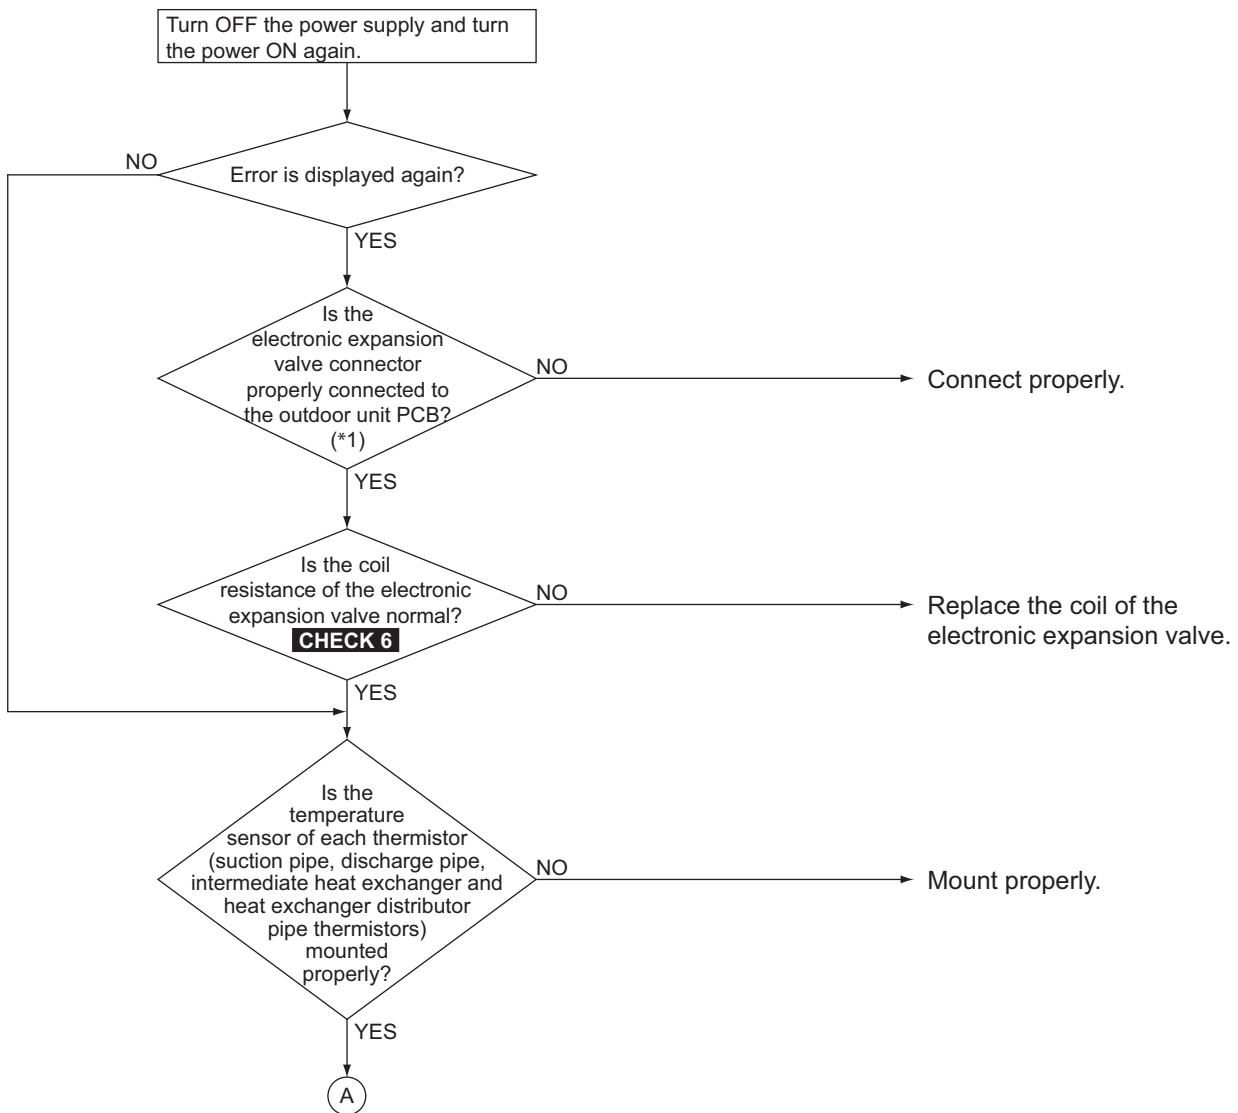 Turn OFF the power supply and turn
the power ON again.
NO
Error is displayed again?
YES
Is the
electronic expansion
valve connector
properly connected to
the outdoor unit PCB?
(*1)
NO
Connect properly.
YES
Is the coil
resistance of the electronic
expansion valve normal?
CHECK 6
NO
Replace the coil of the
electronic expansion valve.
YES
Is the
temperature
sensor of each thermistor
(suction pipe, discharge pipe,
intermediate heat exchanger and
heat exchanger distributor
pipe thermistors)
mounted
properly?
NO
Mount properly.
YES
A